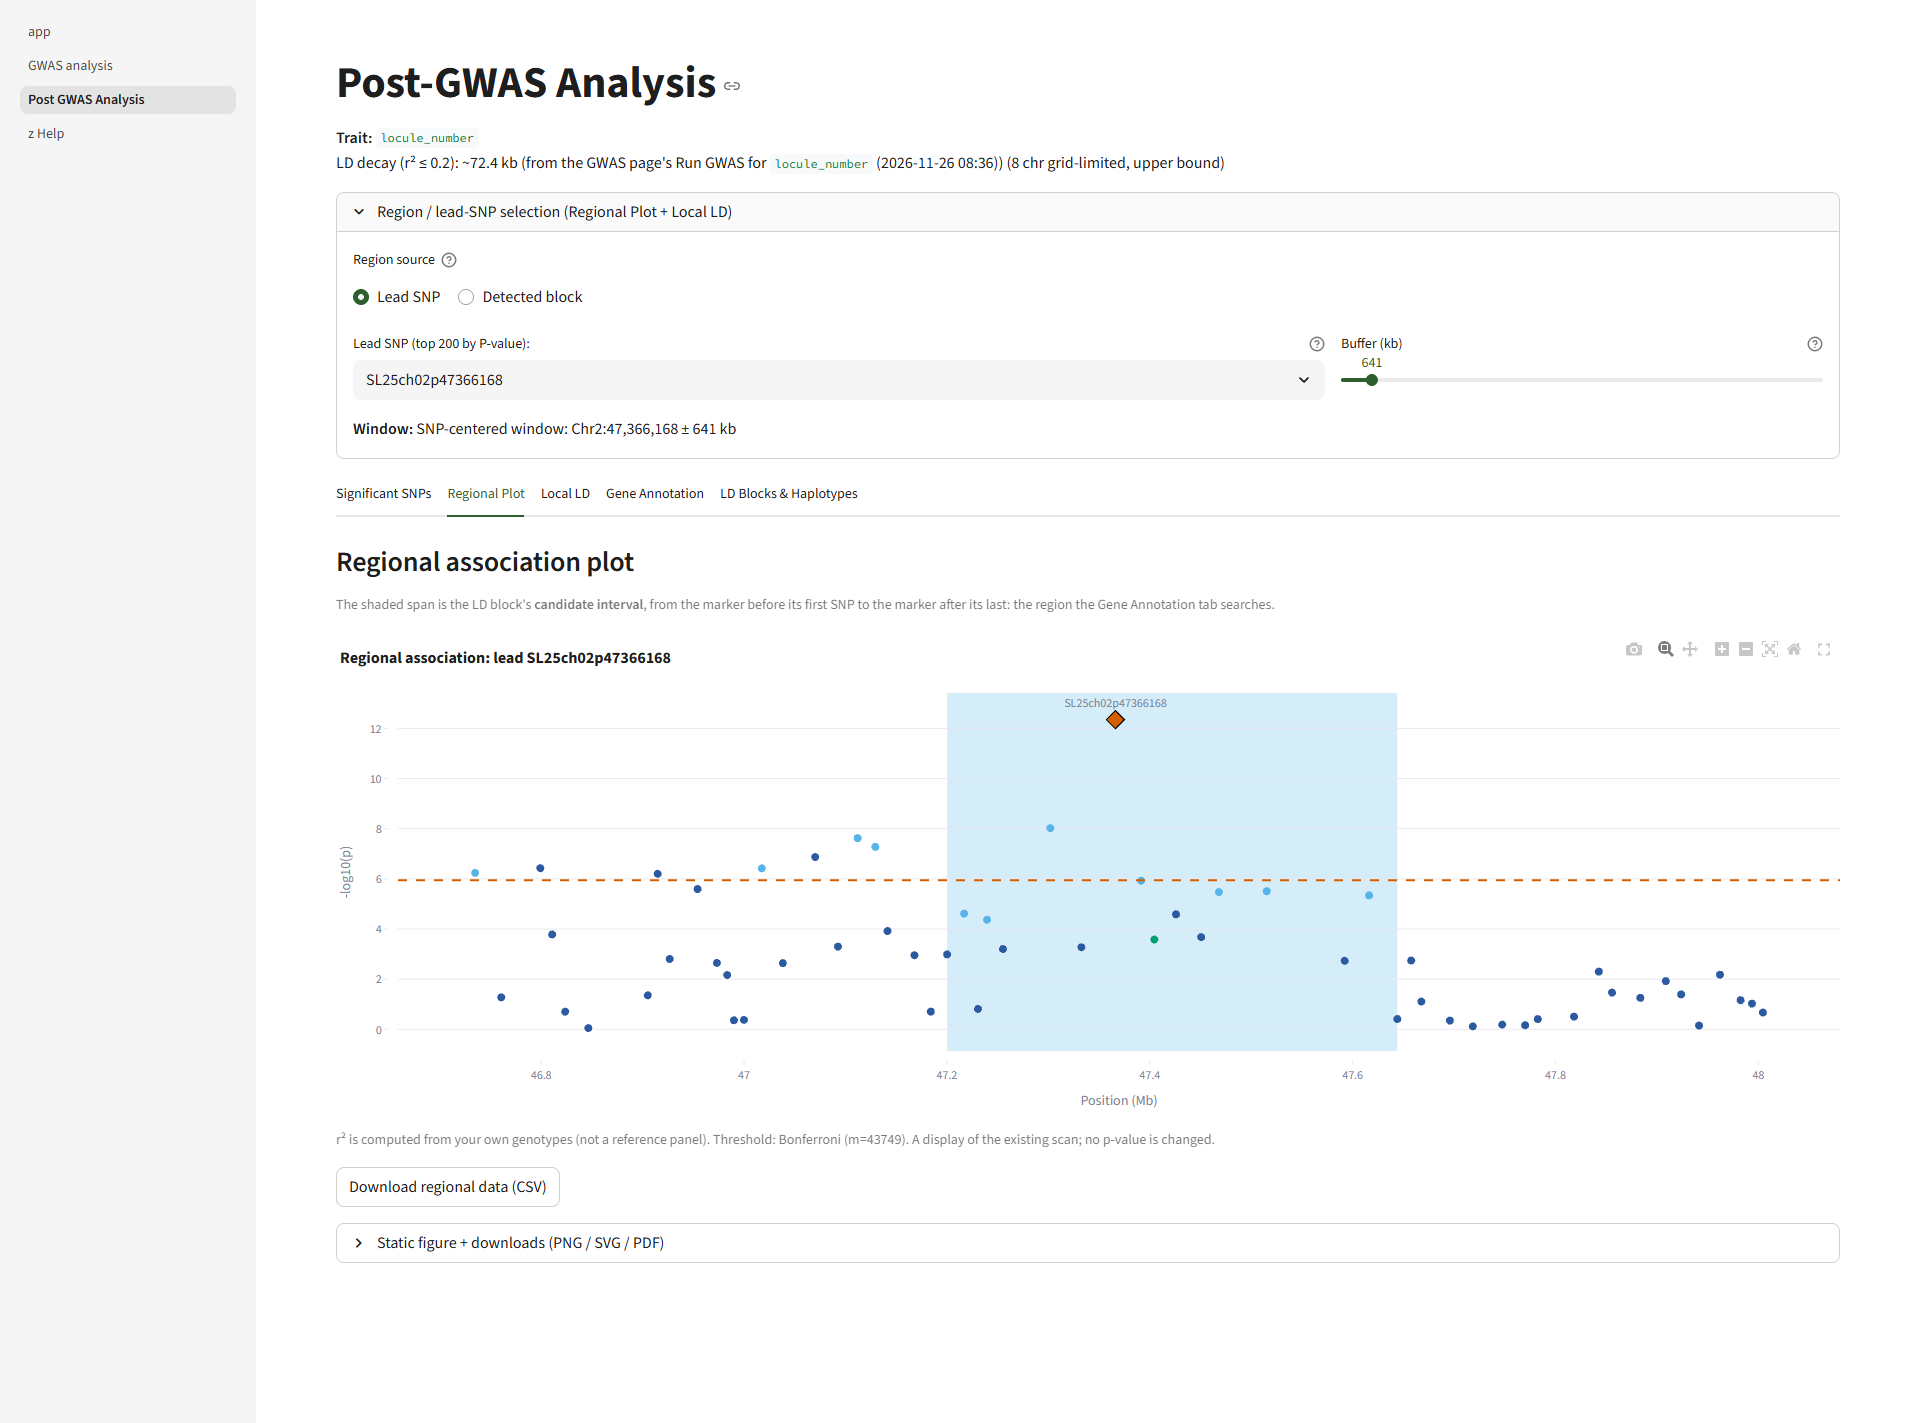 app
GWAS analysis
Post GWAS Analysis
z Help
Post-GWAS Analysis
Trait: locule_number
LD decay (r² ≤ 0.2): ~72.4 kb (from the GWAS page's Run GWAS for locule_number (2026-11-26 08:36)) (8 chr grid-limited, upper bound)
Region / lead-SNP selection (Regional Plot + Local LD)
Region source
Lead SNP Detected block
Lead SNP (top 200 by P-value): Buffer (kb)
641
SL25ch02p47366168
Window: SNP-centered window: Chr2:47,366,168 ± 641 kb
Significant SNPs Regional Plot Local LD Gene Annotation LD Blocks & Haplotypes
Regional association plot
The shaded span is the LD block's candidate interval, from the marker before its first SNP to the marker after its last: the region the Gene Annotation tab searches.
Regional association: lead SL25ch02p47366168
SL25ch02p47366168
12
10
8
6
4
2
0
-log10(p)
46.8 47 47.2 47.4 47.6 47.8 48
Position (Mb)
r² is computed from your own genotypes (not a reference panel). Threshold: Bonferroni (m=43749). A display of the existing scan; no p-value is changed.
Download regional data (CSV)
Static figure + downloads (PNG / SVG / PDF)